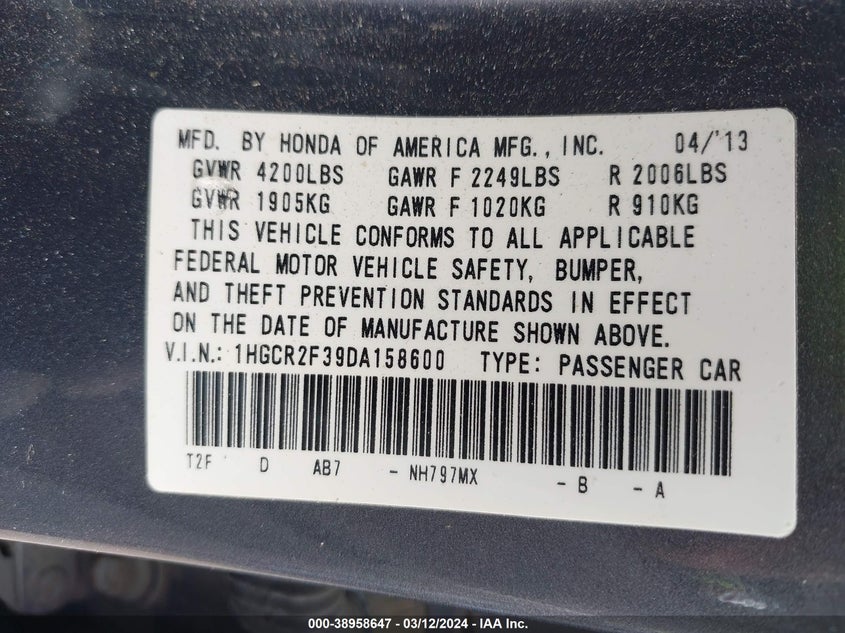 MFD. BY HONDA OF AMERICA MFG., INC. 04/'13
GVWR 4200LBS GAWR F 2249LBS R 2006LBS
GVWR 1905KG GAWR F 1020KG R 910KG
THIS VEHICLE CONFORMS TO ALL APPLICABLE
FEDERAL MOTOR VEHICLE SAFETY, BUMPER,
AND THEFT PREVENTION STANDARDS IN EFFECT
ON THE DATE OF MANUFACTURE SHOWN ABOVE.
V.I.N.: 1HGCR2F39DA158600 TYPE: PASSENGER CAR
T2F D AB7 - NH797MX - B - A
000-38958647 - 03/12/2024 - IAAI.com